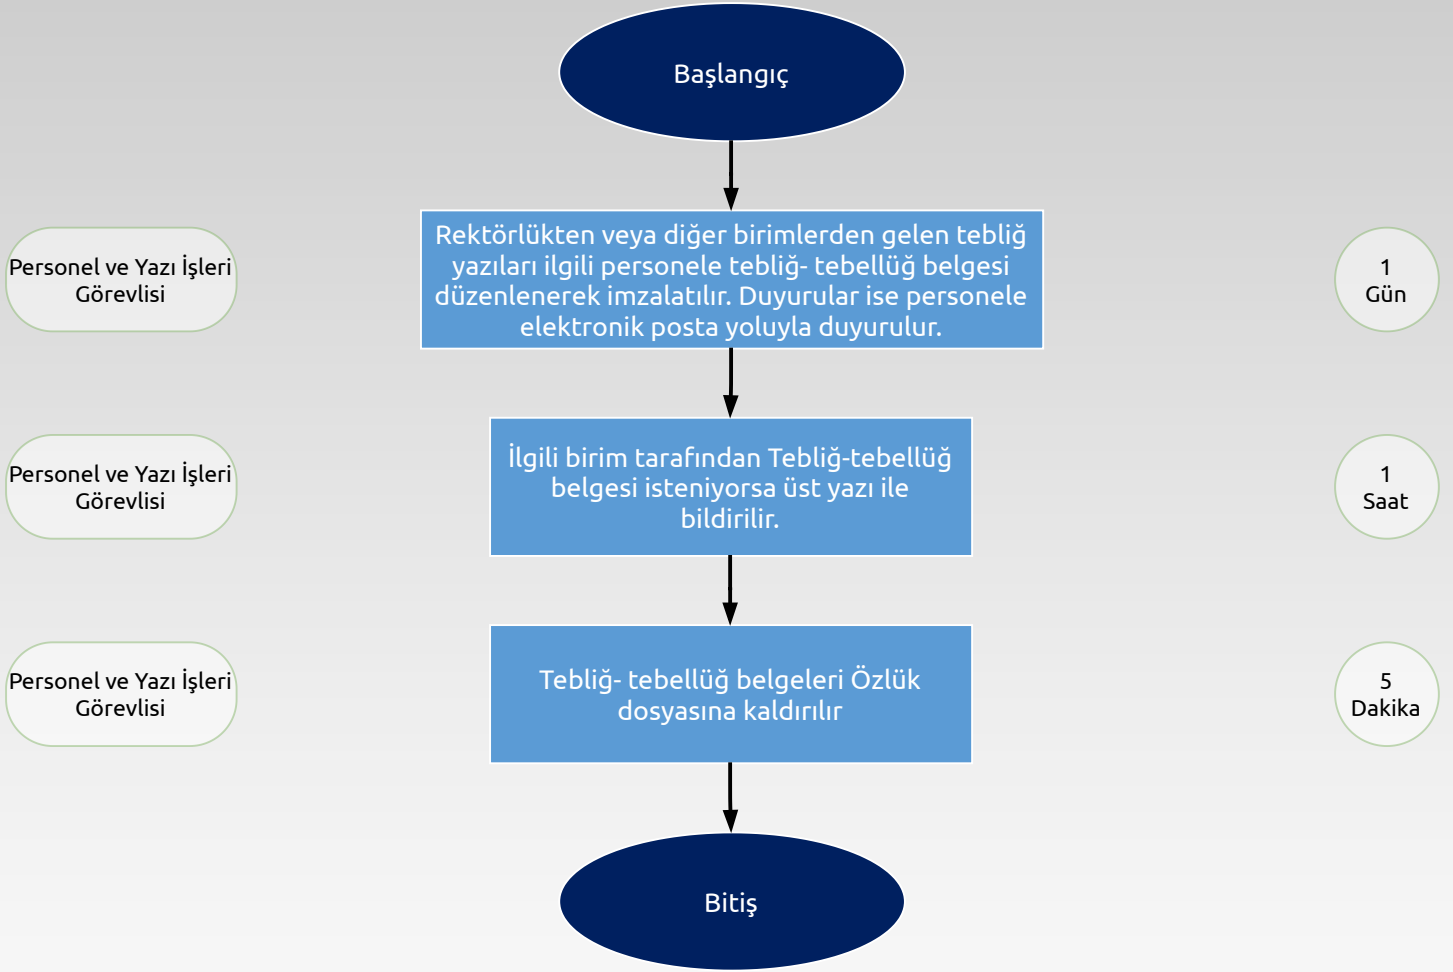 Başlangıç
Personel ve Yazı İşleri
Görevlisi
Rektörlükten veya diğer birimlerden gelen tebliğ
yazıları ilgili personele tebliğ- tebellüğ belgesi
düzenlenerek imzalatılır. Duyurular ise personele
elektronik posta yoluyla duyurulur.
1
Gün
Personel ve Yazı İşleri
Görevlisi
İlgili birim tarafından Tebliğ-tebellüğ
belgesi isteniyorsa üst yazı ile
bildirilir.
1
Saat
Personel ve Yazı İşleri
Görevlisi
Tebliğ- tebellüğ belgeleri Özlük
dosyasına kaldırılır
5
Dakika
Bitiş